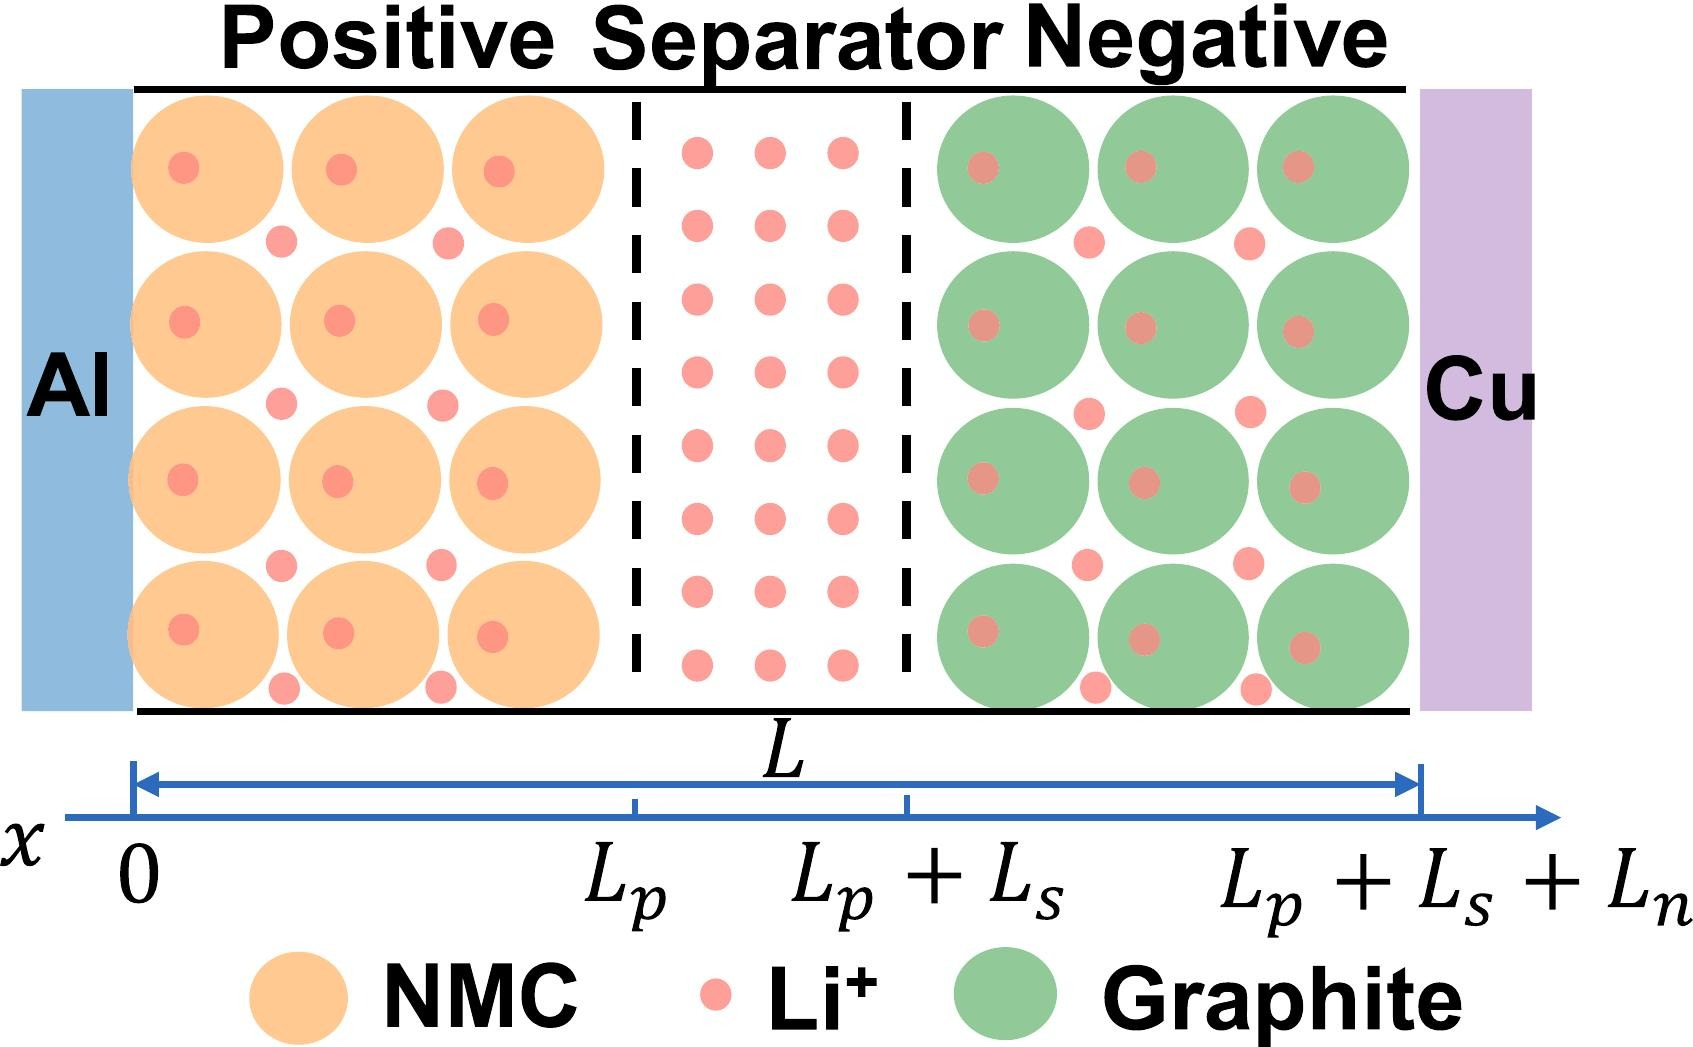 Positive Separator Negative
Al
Cu
L
x
0
L_p
L_p + L_s
L_p + L_s + L_n
NMC
Li⁺
Graphite